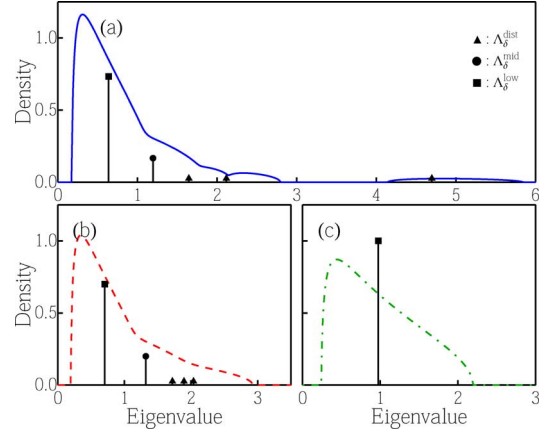 1.0
0.5
0.0
Density
(a)
▲ : Λ_δ^dist
● : Λ_δ^mid
■ : Λ_δ^low
0 1 2 3 4 5 6
1.0
0.5
0.0
Density
(b)
(c)
0 1 2 3
0 1 2 3
Eigenvalue
Eigenvalue